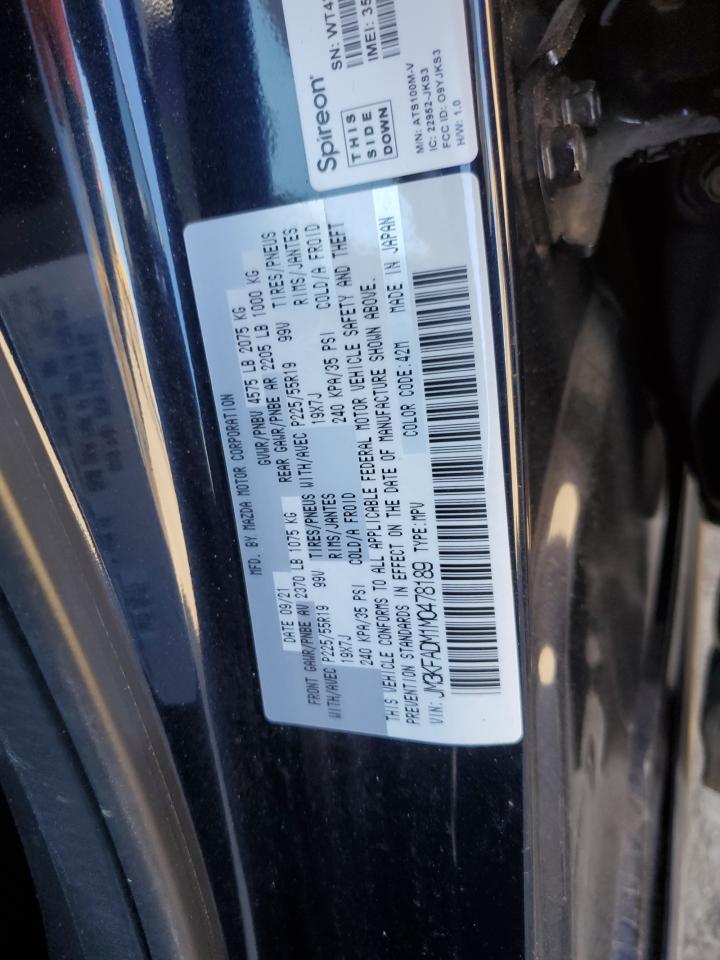 Spireon
THIS
SIDE
DOWN
SN: WT4
IMEI: 35
M/N: ATS100M-V
IC: 22952-JKS3
FCC ID: O9YJKS3
H/W: 1.0
MFD. BY MAZDA MOTOR CORPORATION
DATE 09/21 GVWR/PNBV 4575 LB 2075 KG
FRONT GAWR/PNBE AV 2370 LB 1075 KG REAR GAWR/PNBE AR 2205 LB 1000 KG
WITH/AVEC P225/55R19 99V TIRES/PNEUS WITH/AVEC P225/55R19 99V TIRES/PNEUS
19X7J RIMS/JANTES 19X7J RIMS/JANTES
240 KPA/35 PSI COLD/A FROID 240 KPA/35 PSI COLD/A FROID
THIS VEHICLE CONFORMS TO ALL APPLICABLE FEDERAL MOTOR VEHICLE SAFETY AND THEFT
PREVENTION STANDARDS IN EFFECT ON THE DATE OF MANUFACTURE SHOWN ABOVE.
VIN: JM3KFADM1M0478189 TYPE:MPV COLOR CODE:42M MADE IN JAPAN